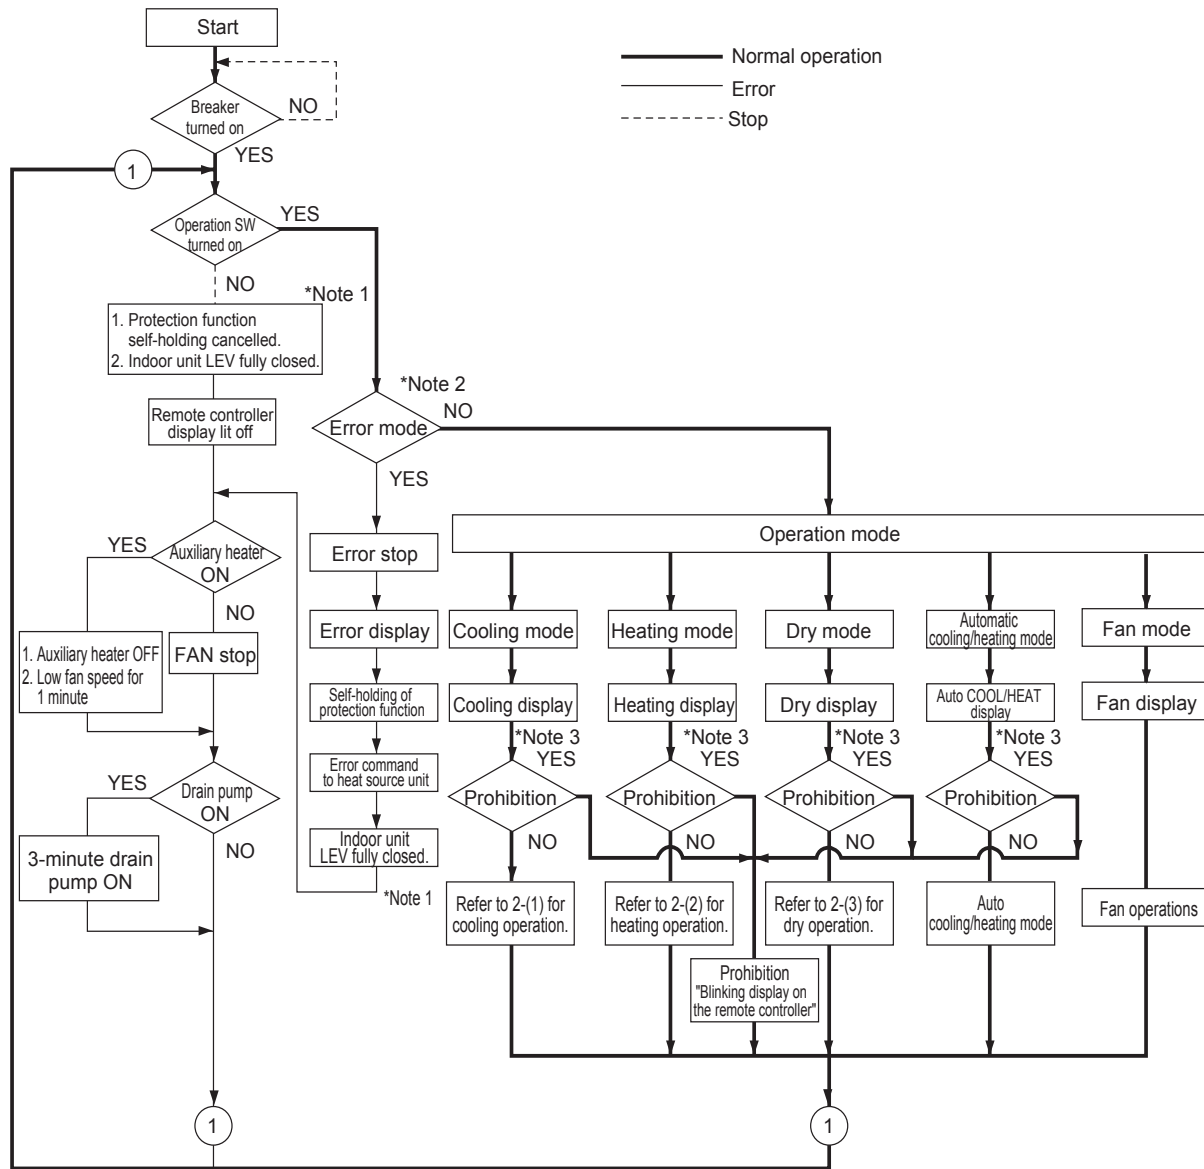 Start
Normal operation
Error
Stop
Breaker
turned on
NO
YES
1
Operation SW
turned on
YES
NO
*Note 1
1. Protection function
self-holding cancelled.
2. Indoor unit LEV fully closed.
Remote controller
display lit off
*Note 2
Error mode
NO
YES
Auxiliary heater
ON
YES
NO
1. Auxiliary heater OFF
2. Low fan speed for
1 minute
FAN stop
Drain pump
ON
YES
NO
3-minute drain
pump ON
Error stop
Error display
Self-holding of
protection function
Error command
to heat source unit
Indoor unit
LEV fully closed.
*Note 1
Operation mode
Cooling mode
Heating mode
Dry mode
Automatic
cooling/heating mode
Fan mode
Cooling display
Heating display
Dry display
Auto COOL/HEAT
display
Fan display
*Note 3
YES
*Note 3
YES
*Note 3
YES
*Note 3
YES
Prohibition
Prohibition
Prohibition
Prohibition
NO
NO
NO
NO
Refer to 2-(1) for
cooling operation.
Refer to 2-(2) for
heating operation.
Refer to 2-(3) for
dry operation.
Auto
cooling/heating mode
Fan operations
Prohibition
"Blinking display on
the remote controller"
1
1